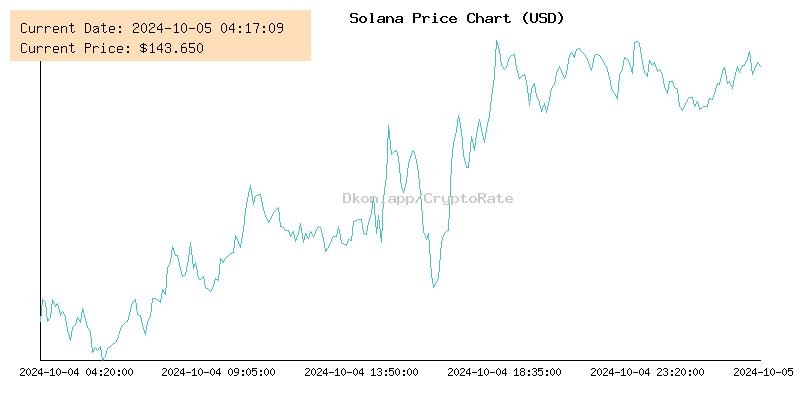 Solana Price Chart (USD)
Current Date: 2024-10-05 04:17:09
Current Price: $143.650
Dkon.app/CryptoRate
2024-10-04 04:20:00 2024-10-04 09:05:00 2024-10-04 13:50:00 2024-10-04 18:35:00 2024-10-04 23:20:00 2024-10-05